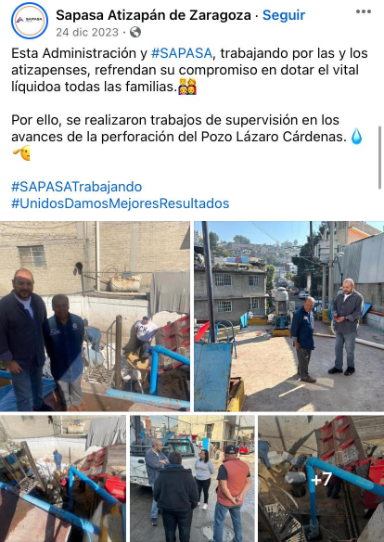 Sapasa Atizapán de Zaragoza · Seguir
24 dic 2023 ·
Esta Administración y #SAPASA, trabajando por las y los
atizapenses, refrendan su compromiso en dotar el vital
líquidoa todas las familias.
Por ello, se realizaron trabajos de supervisión en los
avances de la perforación del Pozo Lázaro Cárdenas.
#SAPASATrabajando
#UnidosDamosMejoresResultados
+7